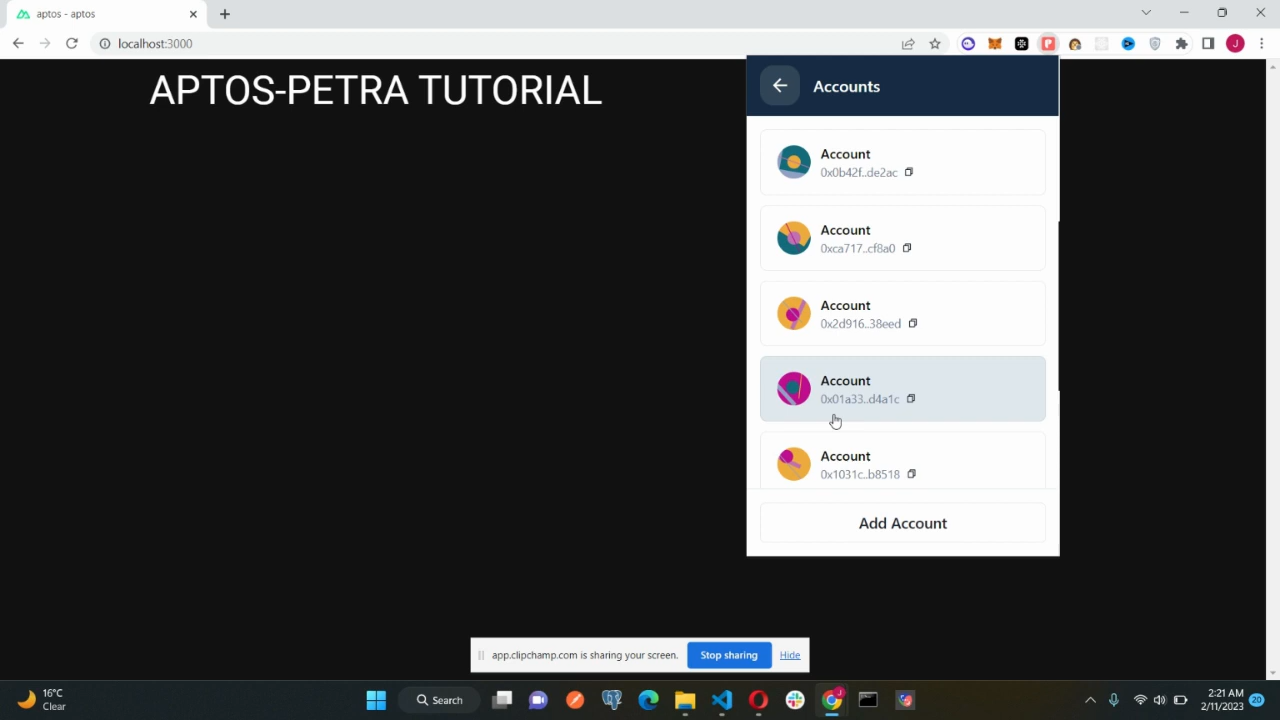 aptos - aptos
localhost:3000
APTOS-PETRA TUTORIAL
Accounts
Account
0x0b42f..de2ac
Account
0xca717..cf8a0
Account
0x2d916..38eed
Account
0x01a33..d4a1c
Account
0x1031c..b8518
Add Account
app.clipchamp.com is sharing your screen.
Stop sharing
Hide
16°C
Clear
Search
2:21 AM
2/11/2023
20